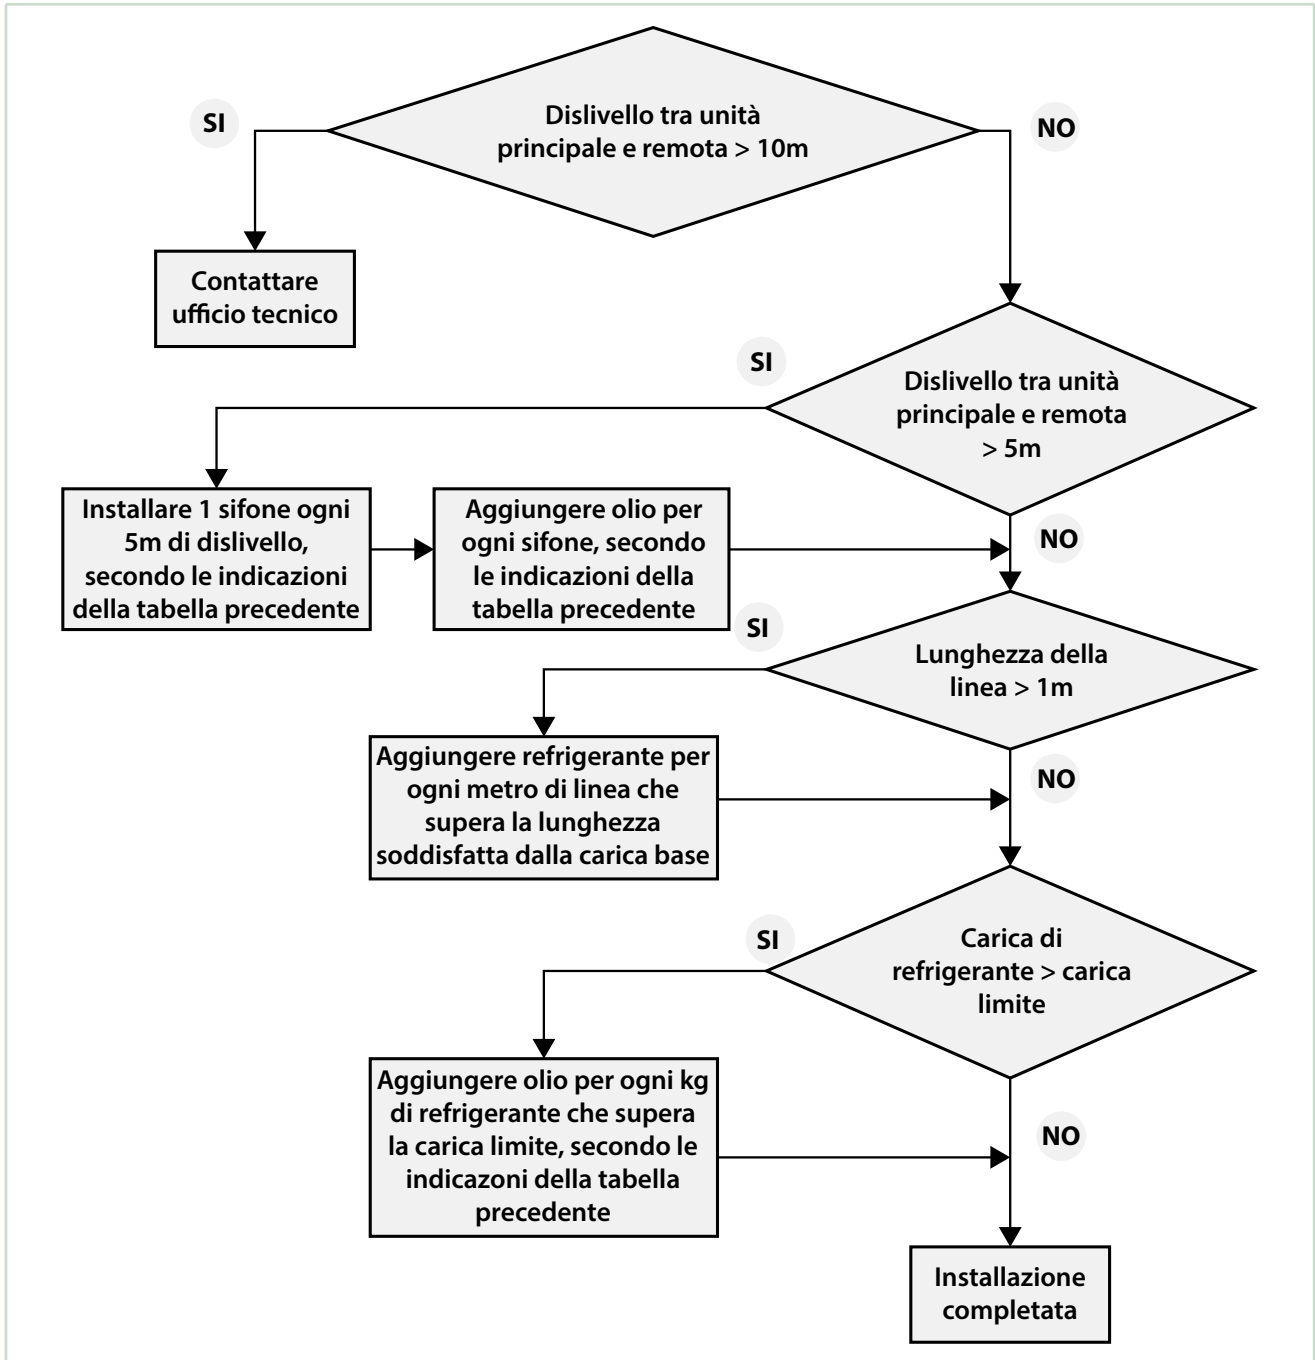 Dislivello tra unità
principale e remota > 10m
SI
NO
Contattare
ufficio tecnico
Dislivello tra unità
principale e remota
> 5m
SI
NO
Installare 1 sifone ogni
5m di dislivello,
secondo le indicazioni
della tabella precedente
Aggiungere olio per
ogni sifone, secondo
le indicazioni della
tabella precedente
Lunghezza della
linea > 1m
SI
NO
Aggiungere refrigerante per
ogni metro di linea che
supera la lunghezza
soddisfatta dalla carica base
Carica di
refrigerante > carica
limite
SI
NO
Aggiungere olio per ogni kg
di refrigerante che supera
la carica limite, secondo le
indicazoni della tabella
precedente
Installazione
completata